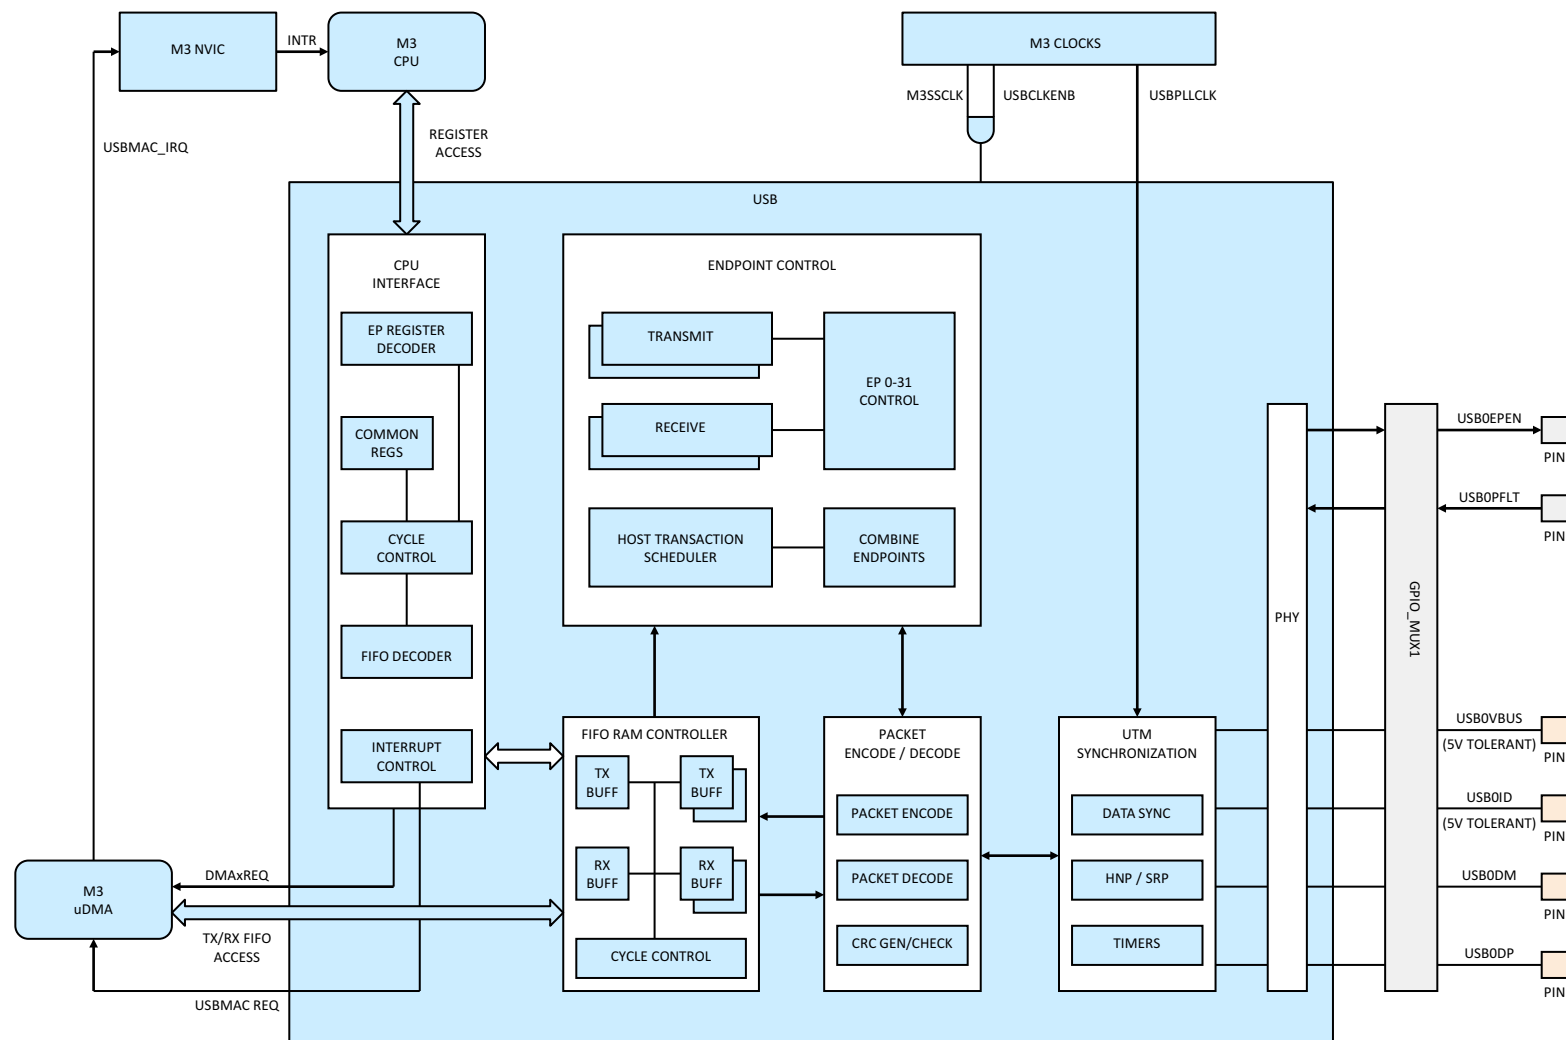 M3 NVIC
INTR
M3
CPU
M3 CLOCKS
M3SSCLK
USBCLKENB
USBPLLCLK
USBMAC_IRQ
REGISTER
ACCESS
USB
CPU
INTERFACE
EP REGISTER
DECODER
COMMON
REGS
CYCLE
CONTROL
FIFO DECODER
INTERRUPT
CONTROL
ENDPOINT CONTROL
TRANSMIT
RECEIVE
EP 0-31
CONTROL
HOST TRANSACTION
SCHEDULER
COMBINE
ENDPOINTS
FIFO RAM CONTROLLER
TX
BUFF
TX
BUFF
RX
BUFF
RX
BUFF
CYCLE CONTROL
PACKET
ENCODE / DECODE
PACKET ENCODE
PACKET DECODE
CRC GEN/CHECK
UTM
SYNCHRONIZATION
DATA SYNC
HNP / SRP
TIMERS
PHY
GPIO_MUX1
USB0EPEN
PIN
USB0PFLT
PIN
USB0VBUS
(5V TOLERANT)
PIN
USB0ID
(5V TOLERANT)
PIN
USB0DM
PIN
USB0DP
PIN
M3
uDMA
DMAxREQ
TX/RX FIFO
ACCESS
USBMAC REQ